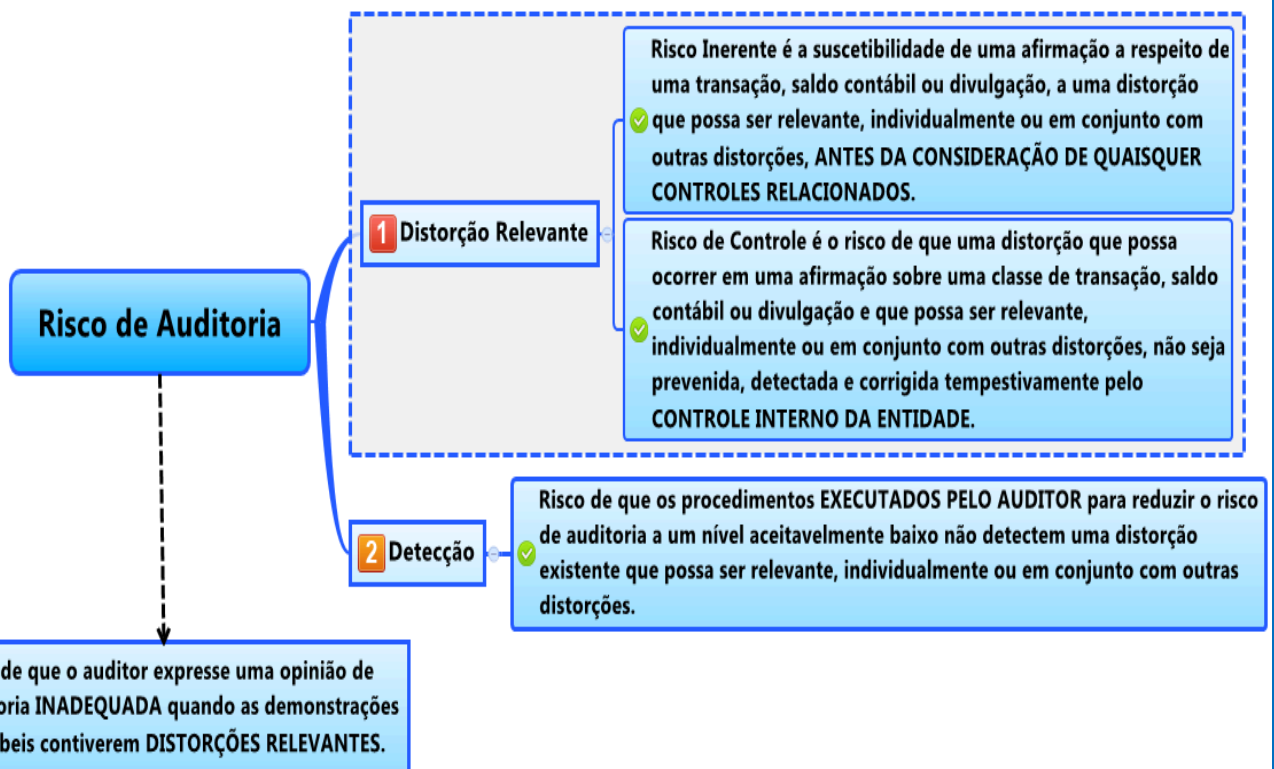 Risco Inerente é a suscetibilidade de uma afirmação a respeito de
uma transação, saldo contábil ou divulgação, a uma distorção
que possa ser relevante, individualmente ou em conjunto com
outras distorções, ANTES DA CONSIDERAÇÃO DE QUAISQUER
CONTROLES RELACIONADOS.
1 Distorção Relevante
Risco de Controle é o risco de que uma distorção que possa
ocorrer em uma afirmação sobre uma classe de transação, saldo
contábil ou divulgação e que possa ser relevante,
individualmente ou em conjunto com outras distorções, não seja
prevenida, detectada e corrigida tempestivamente pelo
CONTROLE INTERNO DA ENTIDADE.
Risco de Auditoria
Risco de que os procedimentos EXECUTADOS PELO AUDITOR para reduzir o risco
de auditoria a um nível aceitavelmente baixo não detectem uma distorção
existente que possa ser relevante, individualmente ou em conjunto com outras
distorções.
2 Detecção
de que o auditor expresse uma opinião de
oria INADEQUADA quando as demonstrações
beis contiverem DISTORÇÕES RELEVANTES.